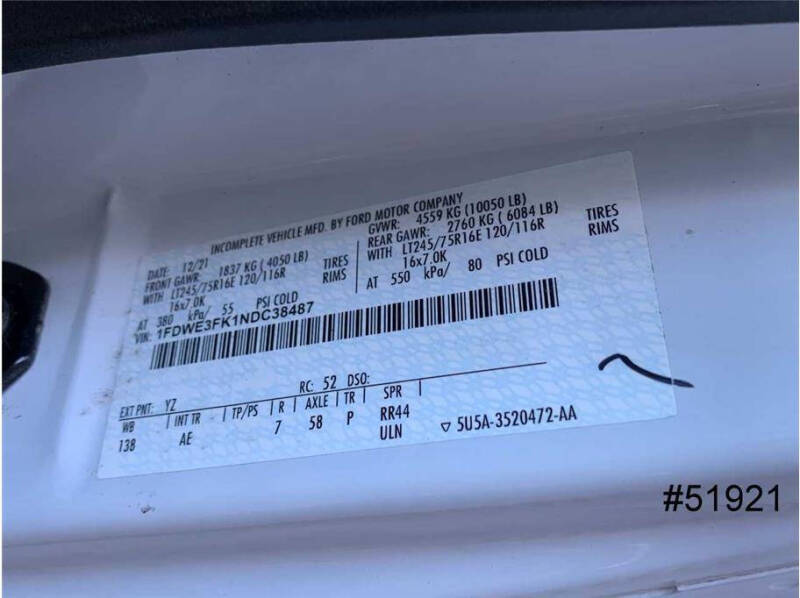 INCOMPLETE VEHICLE MFD. BY FORD MOTOR COMPANY
DATE: 12/21 GVWR: 4559 KG (10050 LB)
FRONT GAWR: 1837 KG ( 4050 LB) REAR GAWR: 2760 KG ( 6084 LB)
WITH LT245/75R16E 120/116R TIRES WITH LT245/75R16E 120/116R TIRES
16x7.0K RIMS 16x7.0K RIMS
AT 380 kPa/ 55 PSI COLD AT 550 kPa/ 80 PSI COLD
VIN: 1FDWE3FK1NDC38487
EXT PNT: YZ RC: 52 DSO:
WB INT TR TP/PS R AXLE TR SPR
138 AE 7 58 P RR44
ULN ▽ 5U5A-3520472-AA
#51921